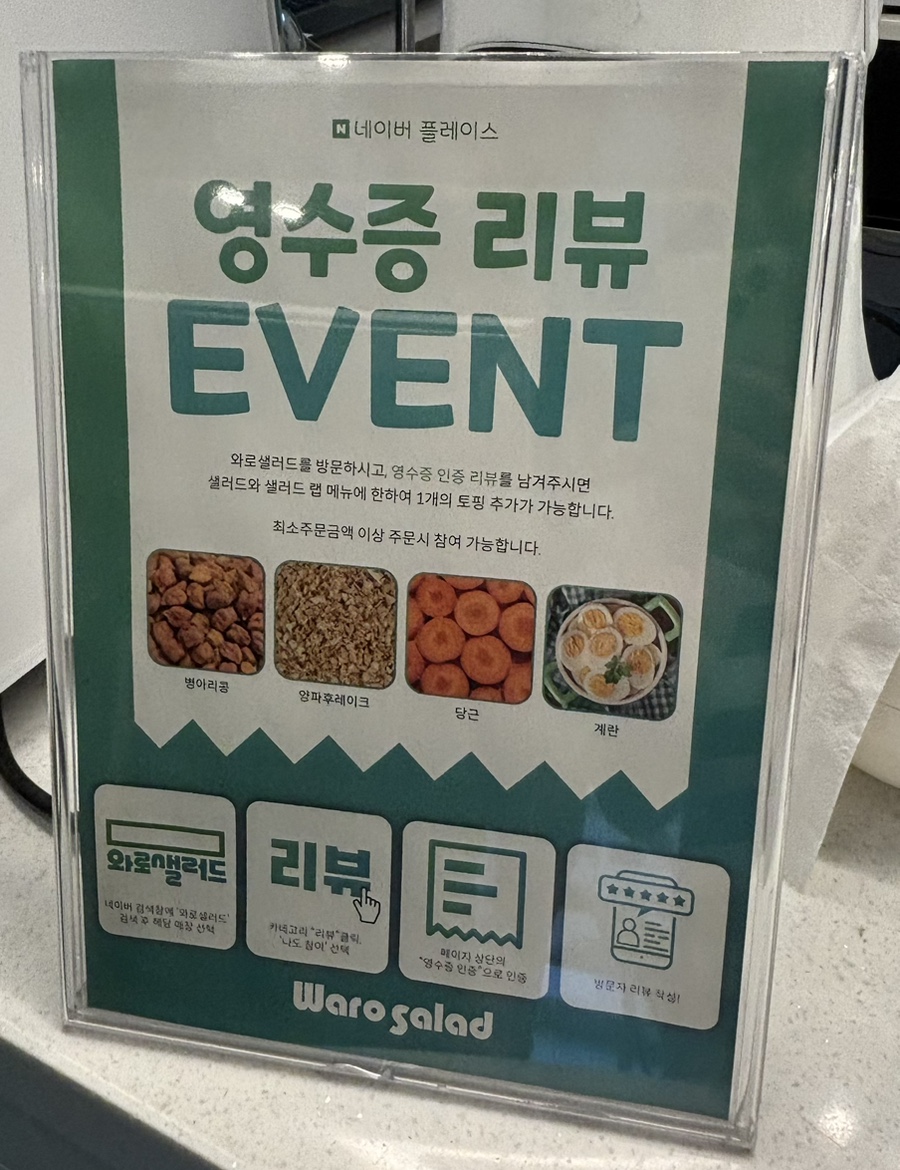 N 네이버 플레이스
영수증 리뷰
EVENT
와로샐러드를 방문하시고, 영수증 인증 리뷰를 남겨주시면
샐러드와 샐러드 랩 메뉴에 한하여 1개의 토핑 추가가 가능합니다.
최소주문금액 이상 주문시 참여 가능합니다.
병아리콩
양파후레이크
당근
계란
와로샐러드
네이버 검색창에 '와로샐러드'
검색 후 해당 매장 선택
리뷰
카테고리 "리뷰"클릭,
'나도 참여' 선택
페이지 상단의
"영수증 인증"으로 인증
방문자 리뷰 작성!
Waro salad